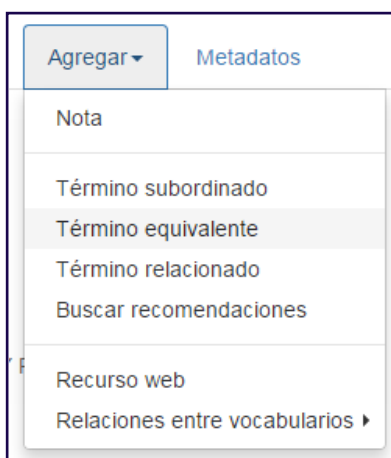 Agregar Metadatos
Nota
Término subordinado
Término equivalente
Término relacionado
Buscar recomendaciones
Recurso web
Relaciones entre vocabularios